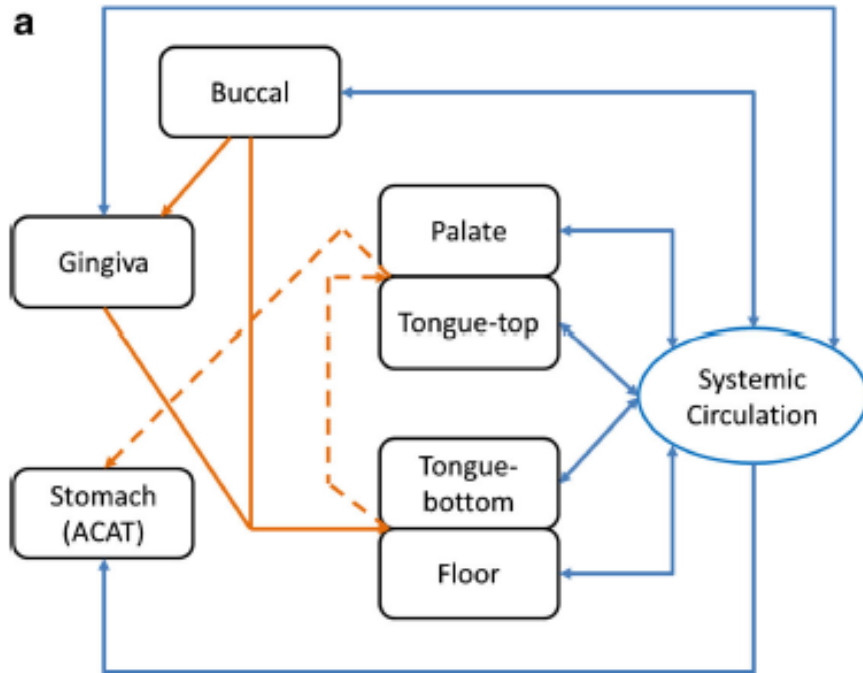 a
Buccal
Gingiva
Palate
Tongue-top
Systemic
Circulation
Tongue-
bottom
Stomach
(ACAT)
Floor